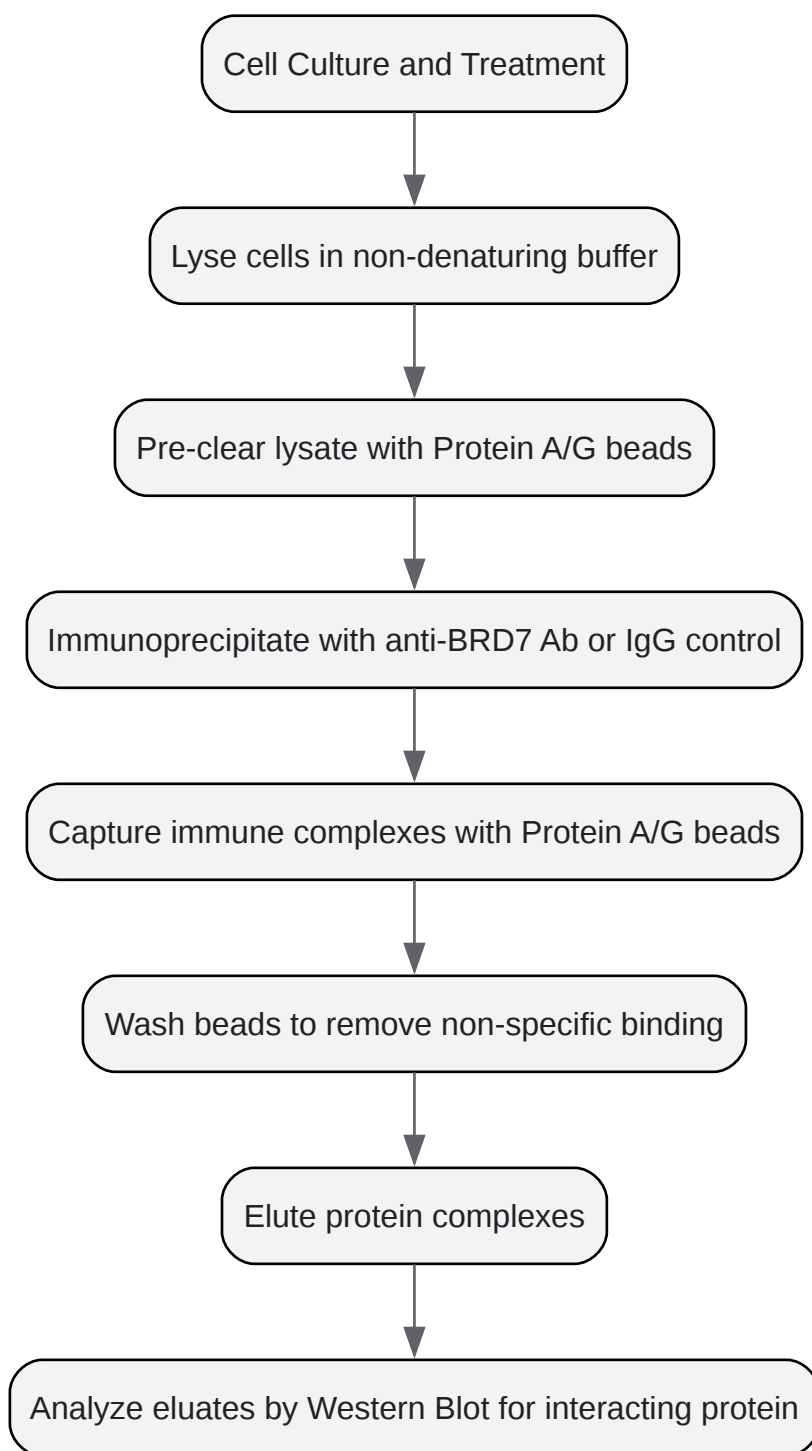 Cell Culture and Treatment
Lyse cells in non-denaturing buffer
Pre-clear lysate with Protein A/G beads
Immunoprecipitate with anti-BRD7 Ab or IgG control
Capture immune complexes with Protein A/G beads
Wash beads to remove non-specific binding
Elute protein complexes
Analyze eluates by Western Blot for interacting protein